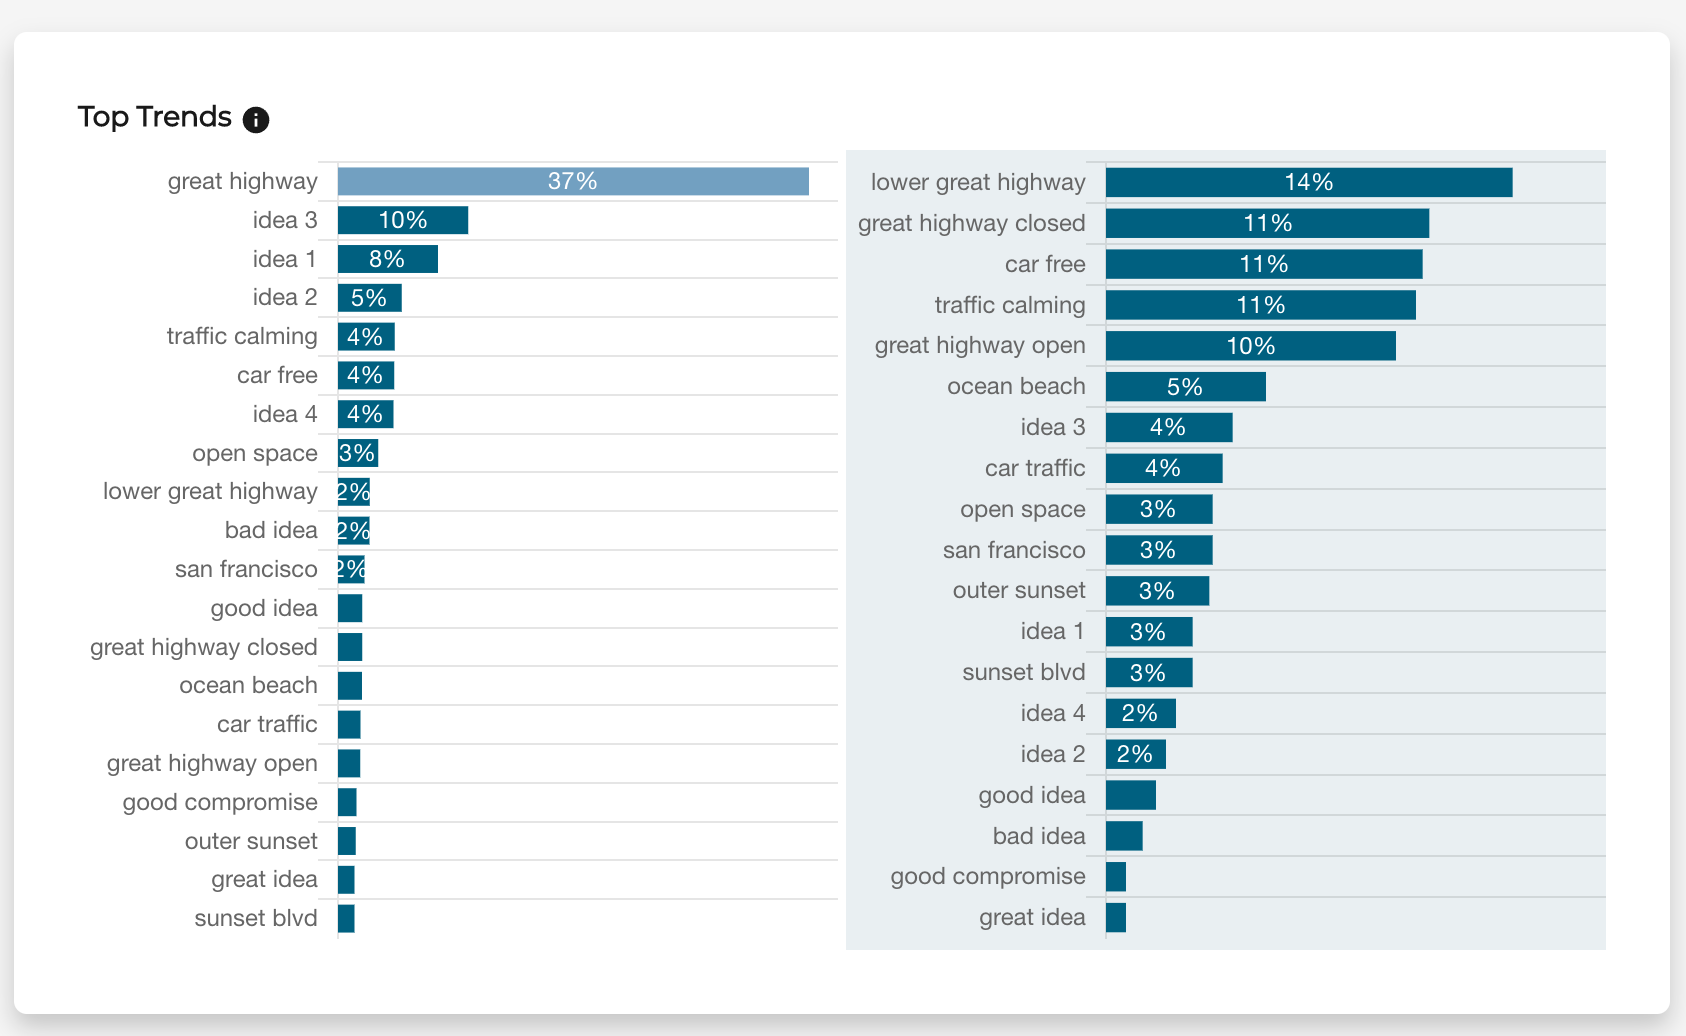 Top Trends
great highway 37%
idea 3 10%
idea 1 8%
idea 2 5%
traffic calming 4%
car free 4%
idea 4 4%
open space 3%
lower great highway 2%
bad idea 2%
san francisco 2%
good idea
great highway closed
ocean beach
car traffic
great highway open
good compromise
outer sunset
great idea
sunset blvd
lower great highway 14%
great highway closed 11%
car free 11%
traffic calming 11%
great highway open 10%
ocean beach 5%
idea 3 4%
car traffic 4%
open space 3%
san francisco 3%
outer sunset 3%
idea 1 3%
sunset blvd 3%
idea 4 2%
idea 2 2%
good idea
bad idea
good compromise
great idea